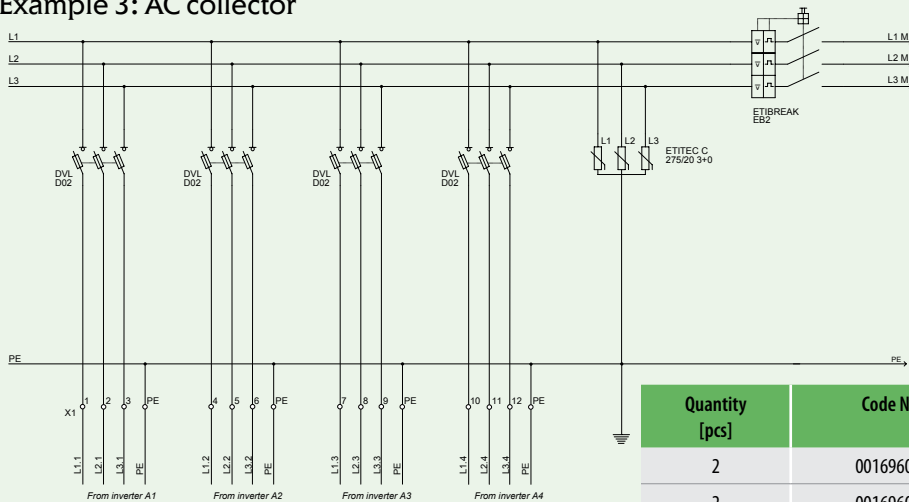 Example 3: AC collector
L1
L2
L3
L1 M
L2 M
L3 M
ETIBREAK
EB2
DVL
D02
DVL
D02
DVL
D02
DVL
D02
L1 L2 L3
ETITEC C
275/20 3+0
PE
PE
X1
1 2 3 PE
4 5 6 PE
7 8 9 PE
10 11 12 PE
L1.1 L2.1 L3.1 PE
L1.2 L2.2 L3.2 PE
L1.3 L2.3 L3.3 PE
L1.4 L2.4 L3.4 PE
From inverter A1
From inverter A2
From inverter A3
From inverter A4
Quantity
[pcs]
Code N
2